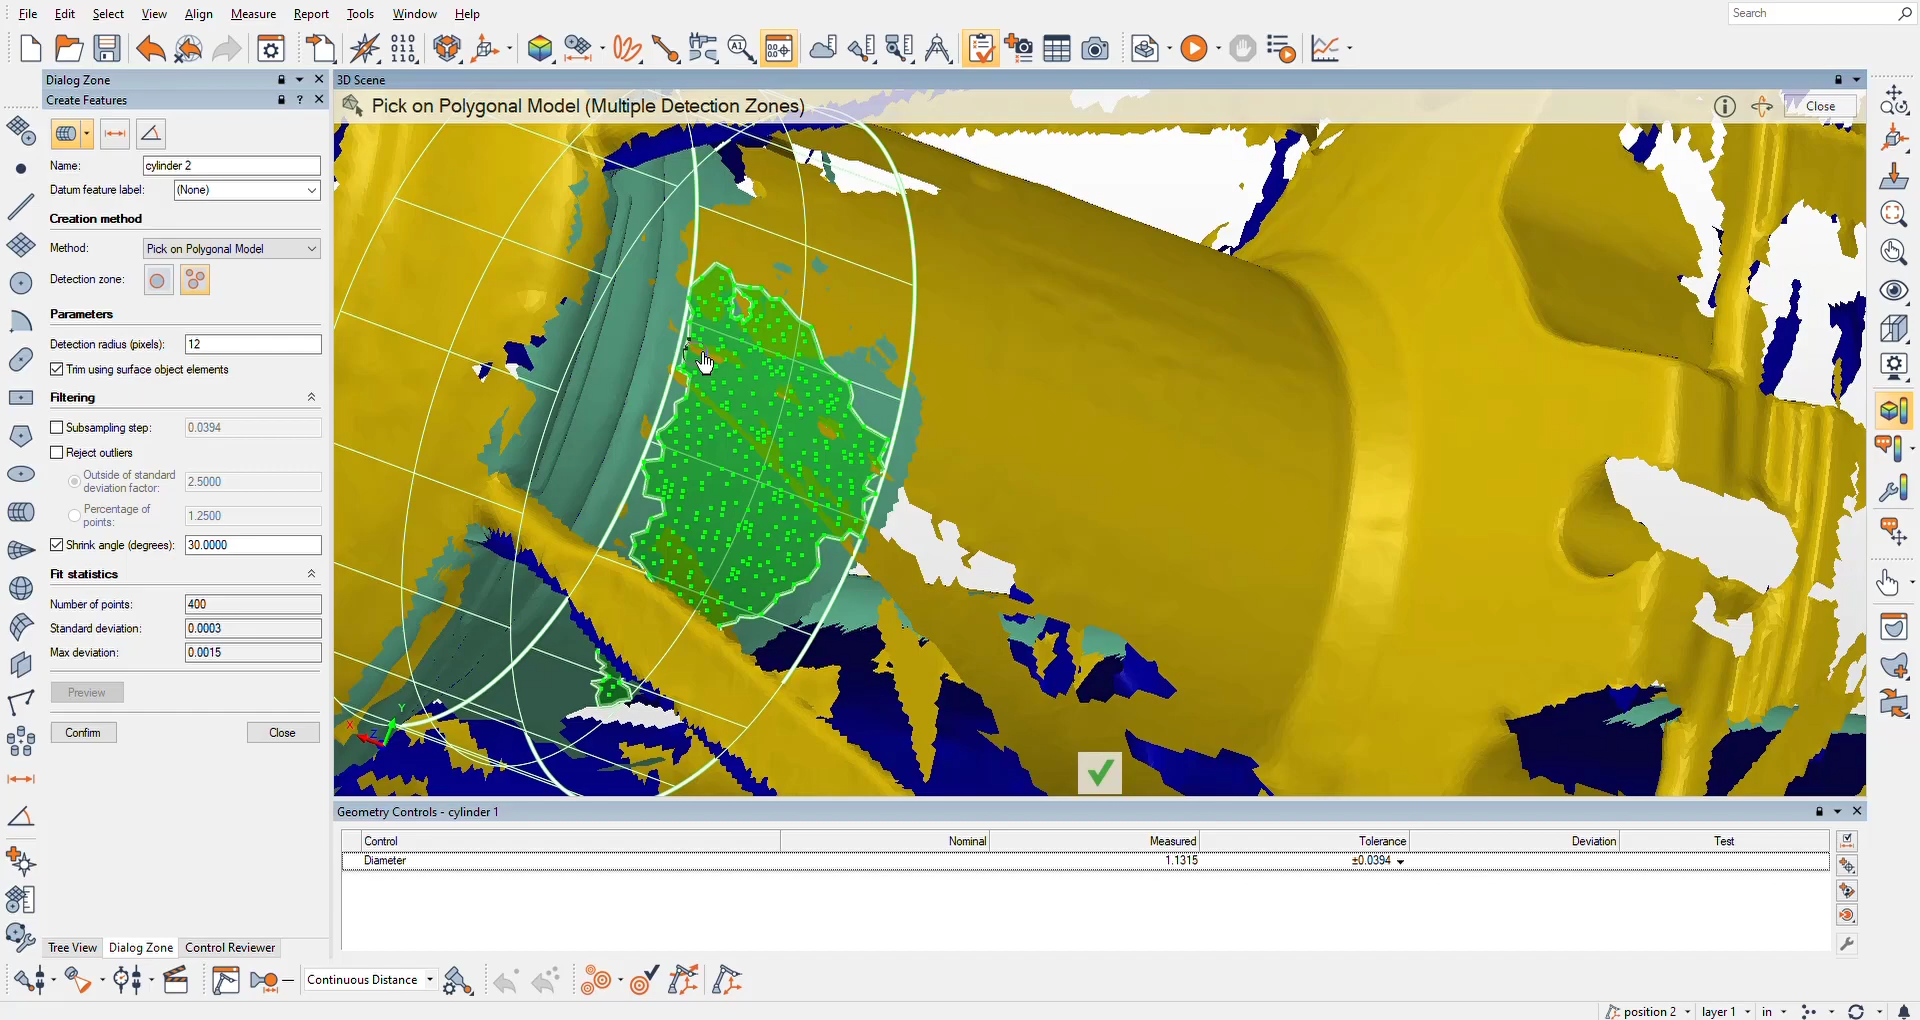 File Edit Select View Align Measure Report Tools Window Help
Search
Dialog Zone
3D Scene
Create Features
Pick on Polygonal Model (Multiple Detection Zones)
Close
Name: cylinder 2
Datum feature label: (None)
Creation method
Method: Pick on Polygonal Model
Detection zone:
Parameters
Detection radius (pixels): 12
Trim using surface object elements
Filtering
Subsampling step: 0.0394
Reject outliers
Outside of standard
deviation factor: 2.5000
Percentage of
points: 1.2500
Shrink angle (degrees): 30.0000
Fit statistics
Number of points: 400
Standard deviation: 0.0003
Max deviation: 0.0015
Preview
Confirm Close
X Y Z
Geometry Controls - cylinder 1
Control Nominal Measured Tolerance Deviation Test
Diameter 1.1315 ±0.0394
Tree View Dialog Zone Control Reviewer
Continuous Distance
position 2 layer 1 in